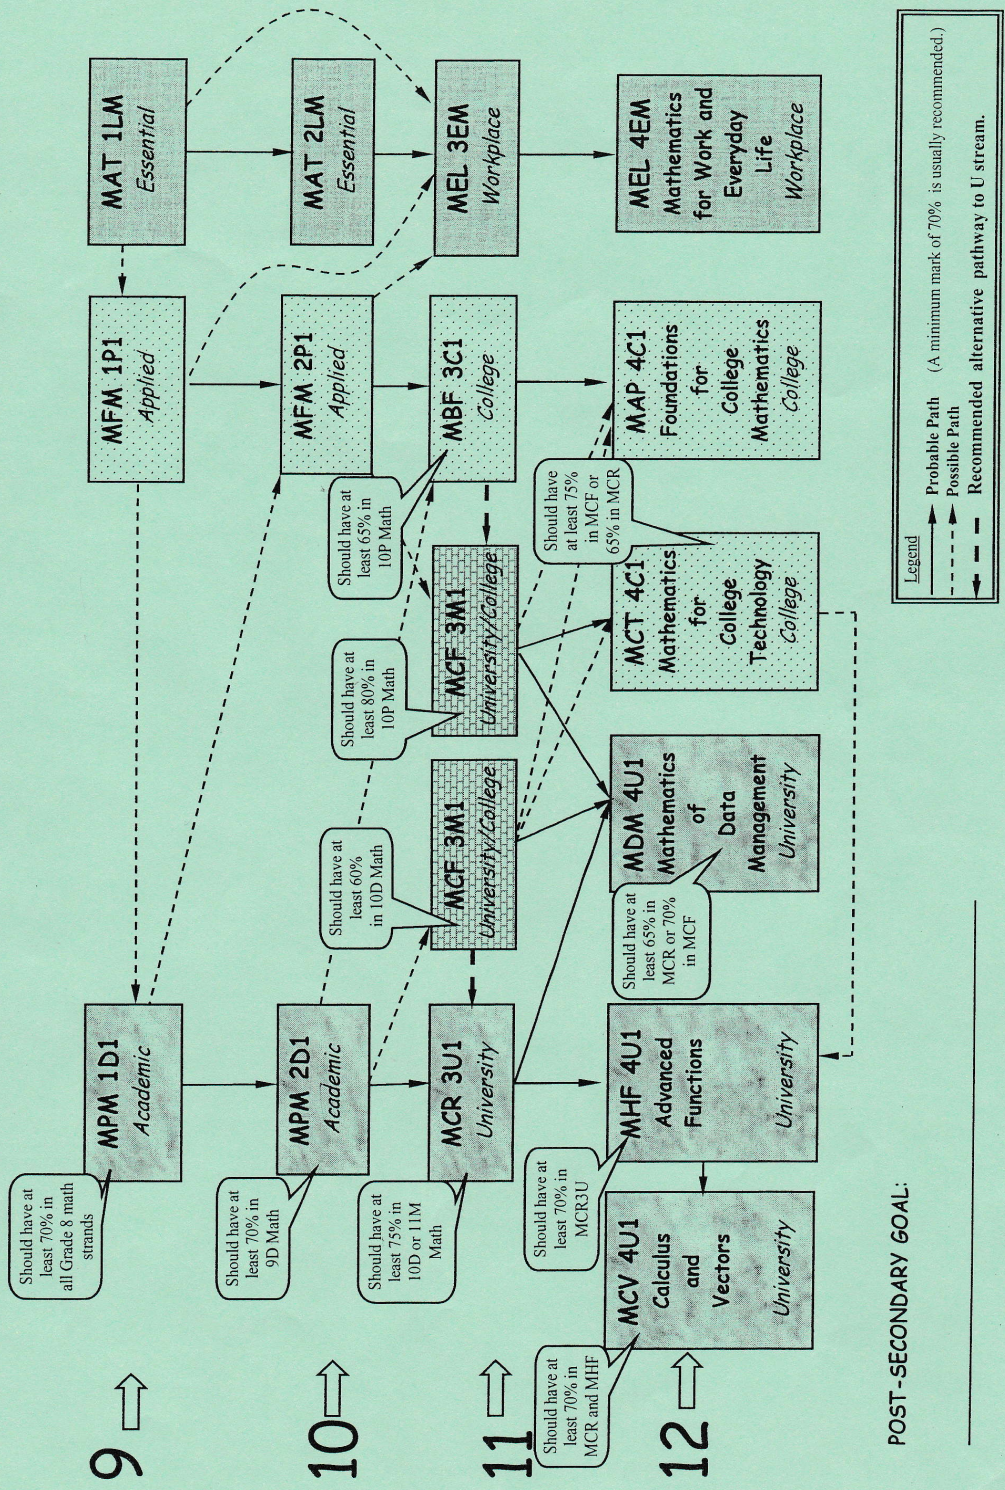 9
Should have at
least 70% in
all Grade 8 math
strands
MPM 1D1
Academic
MFM 1P1
Applied
MAT 1LM
Essential
10
Should have at
least 70% in
9D Math
MPM 2D1
Academic
MFM 2P1
Applied
MAT 2LM
Essential
11
Should have at
least 75% in
10D or 11M
Math
MCR 3U1
University
Should have at
least 60%
in 10D Math
MCF 3M1
University/College
Should have at
least 80% in
10P Math
MCF 3M1
University/College
Should have at
least 65% in
10P Math
MBF 3C1
College
MEL 3EM
Workplace
12
Should have at
least 70% in
MCR and MHF
MCV 4U1
Calculus
and
Vectors
University
Should have at
least 70% in
MCR3U
MHF 4U1
Advanced
Functions
University
Should have at
least 65% in
MCR or 70%
in MCF
MDM 4U1
Mathematics
of
Data
Management
University
Should have
at least 75%
in MCF or
65% in MCR
MCT 4C1
Mathematics
for
College
Technology
College
MAP 4C1
Foundations
for
College
Mathematics
College
MEL 4EM
Mathematics
for Work and
Everyday
Life
Workplace
POST-SECONDARY GOAL:
Legend
Probable Path (A minimum mark of 70% is usually recommended.)
Possible Path
Recommended alternative pathway to U stream.